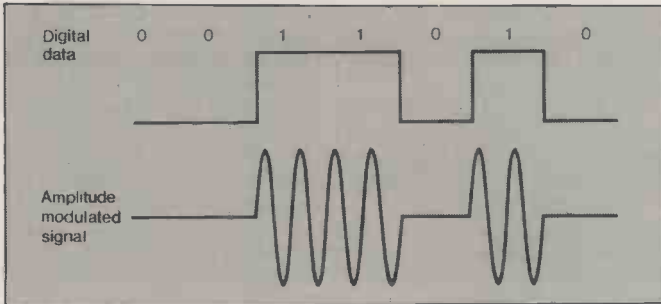 Digital
data
0 0 1 1 0 1 0
Amplitude
modulated
signal